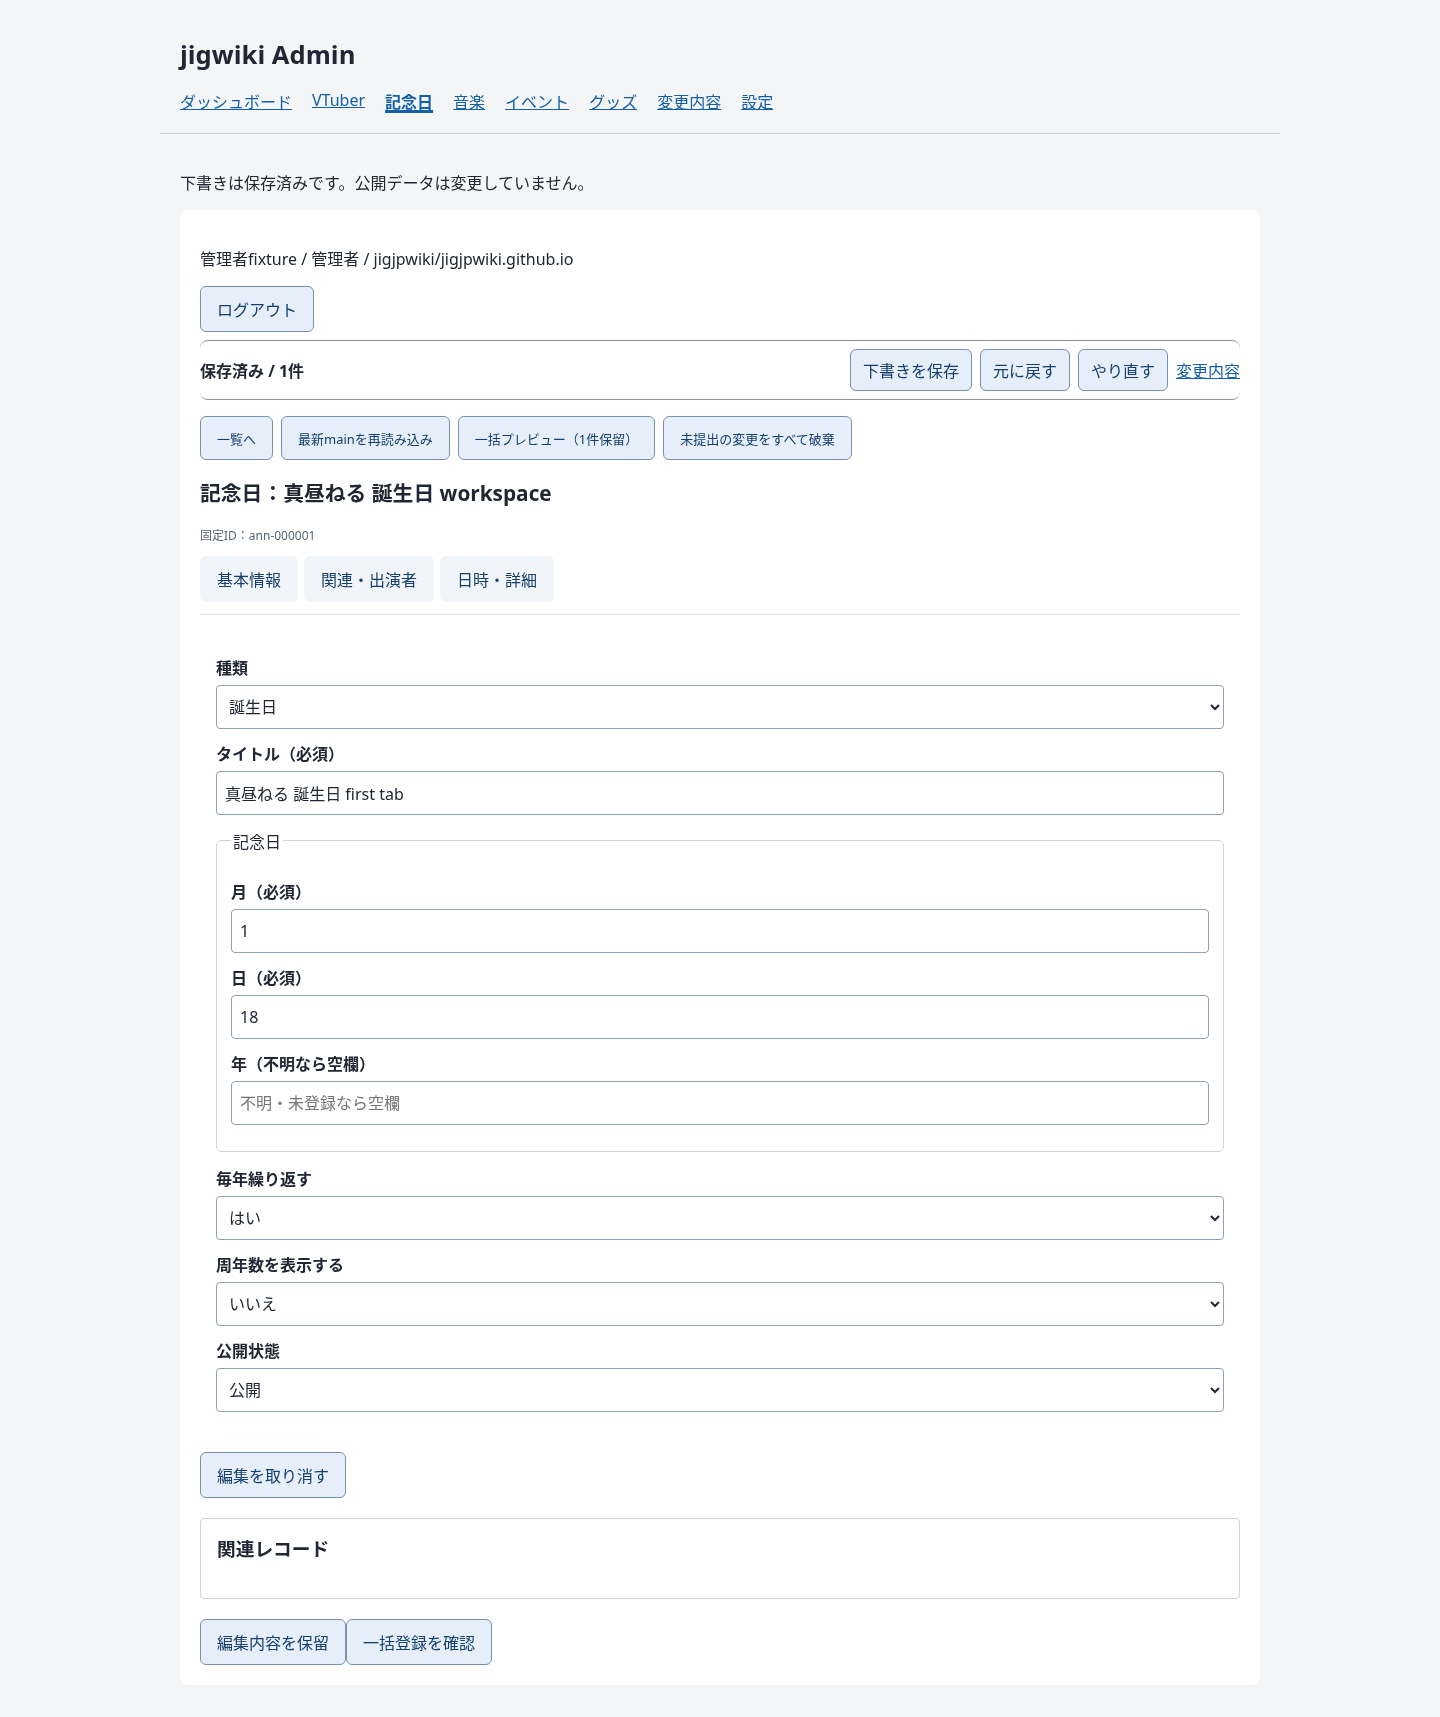 jigwiki Admin
ダッシュボード VTuber 記念日 音楽 イベント グッズ 変更内容 設定
下書きは保存済みです。公開データは変更していません。
管理者fixture / 管理者 / jigjpwiki/jigjpwiki.github.io
ログアウト
保存済み / 1件 下書きを保存 元に戻す やり直す 変更内容
一覧へ 最新mainを再読み込み 一括プレビュー（1件保留） 未提出の変更をすべて破棄
記念日：真昼ねる 誕生日 workspace
固定ID：ann-000001
基本情報 関連・出演者 日時・詳細
種類
誕生日
タイトル（必須）
真昼ねる 誕生日 first tab
記念日
月（必須）
1
日（必須）
18
年（不明なら空欄）
不明・未登録なら空欄
毎年繰り返す
はい
周年数を表示する
いいえ
公開状態
公開
編集を取り消す
関連レコード
編集内容を保留 一括登録を確認